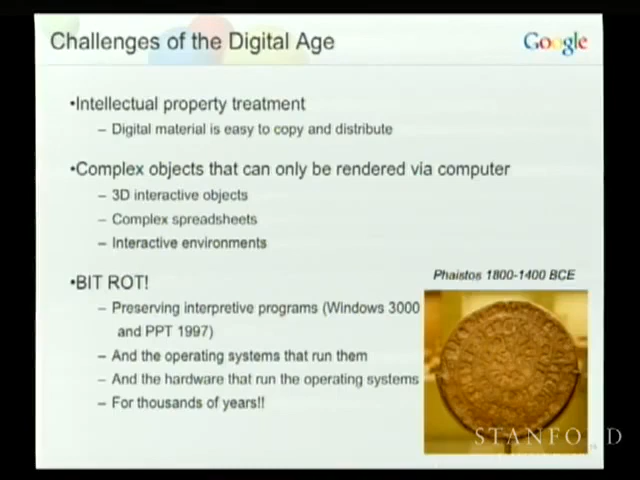 Challenges of the Digital Age
Google
•Intellectual property treatment
– Digital material is easy to copy and distribute
•Complex objects that can only be rendered via computer
– 3D interactive objects
– Complex spreadsheets
– Interactive environments
•BIT ROT!
Phaistos 1800-1400 BCE
– Preserving interpretive programs (Windows 3000
and PPT 1997)
– And the operating systems that run them
– And the hardware that run the operating systems
– For thousands of years!!
STANFORD